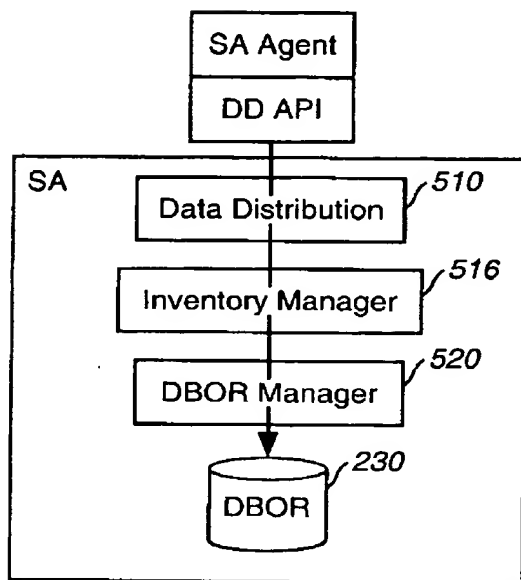 SA Agent
DD API
SA
510
Data Distribution
516
Inventory Manager
520
DBOR Manager
230
DBOR